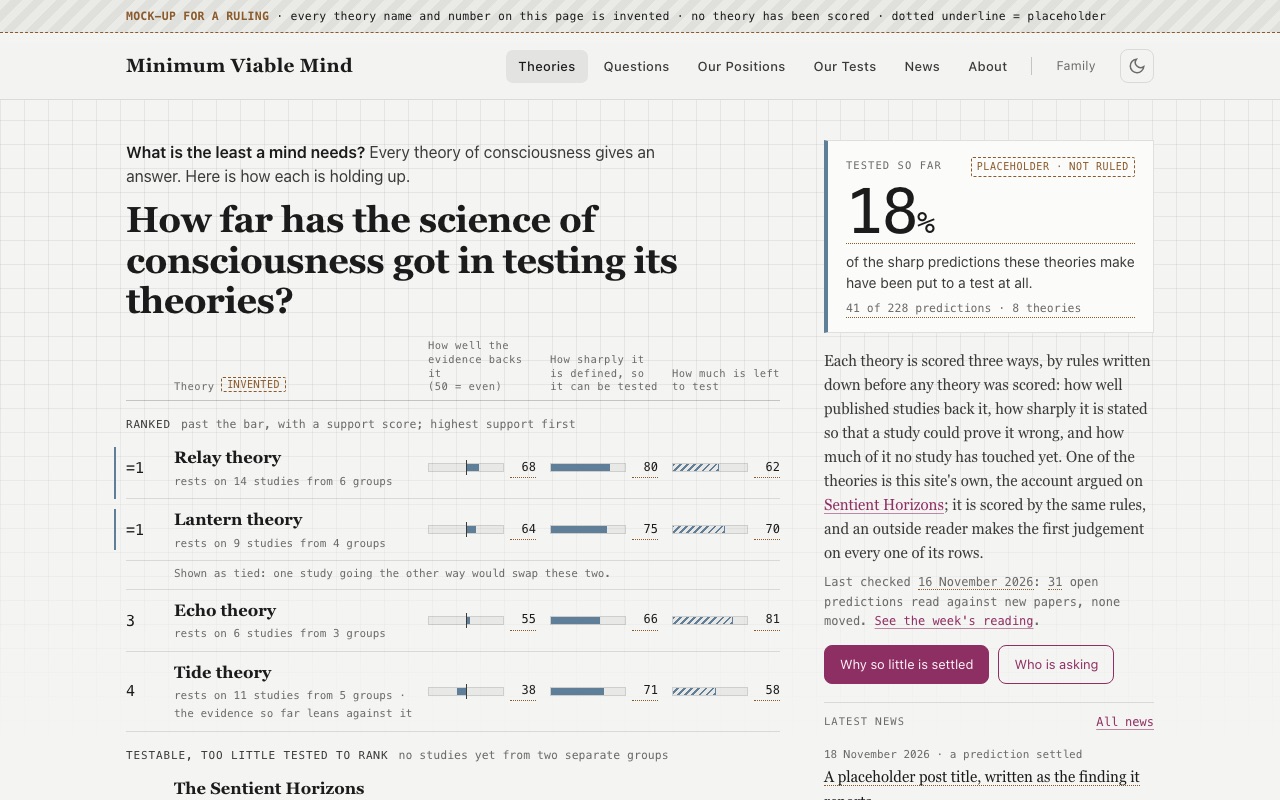 MOCK-UP FOR A RULING · every theory name and number on this page is invented · no theory has been scored · dotted underline = placeholder
Minimum Viable Mind
Theories
Questions
Our Positions
Our Tests
News
About
Family
What is the least a mind needs? Every theory of consciousness gives an
answer. Here is how each is holding up.
How far has the science of
consciousness got in testing its
theories?
Theory INVENTED
How well the
evidence backs
it
(50 = even)
How sharply it
is defined, so
it can be tested
How much is left
to test
RANKED past the bar, with a support score; highest support first
=1
Relay theory
rests on 14 studies from 6 groups
68
80
62
=1
Lantern theory
rests on 9 studies from 4 groups
64
75
70
Shown as tied: one study going the other way would swap these two.
3
Echo theory
rests on 6 studies from 3 groups
55
66
81
4
Tide theory
rests on 11 studies from 5 groups ·
the evidence so far leans against it
38
71
58
TESTABLE, TOO LITTLE TESTED TO RANK no studies yet from two separate groups
The Sentient Horizons
TESTED SO FAR
PLACEHOLDER · NOT RULED
18%
of the sharp predictions these theories make
have been put to a test at all.
41 of 228 predictions · 8 theories
Each theory is scored three ways, by rules written
down before any theory was scored: how well
published studies back it, how sharply it is stated
so that a study could prove it wrong, and how
much of it no study has touched yet. One of the
theories is this site's own, the account argued on
Sentient Horizons; it is scored by the same rules,
and an outside reader makes the first judgement
on every one of its rows.
Last checked 16 November 2026: 31 open
predictions read against new papers, none
moved. See the week's reading.
Why so little is settled
Who is asking
LATEST NEWS
All news
18 November 2026 · a prediction settled
A placeholder post title, written as the finding it